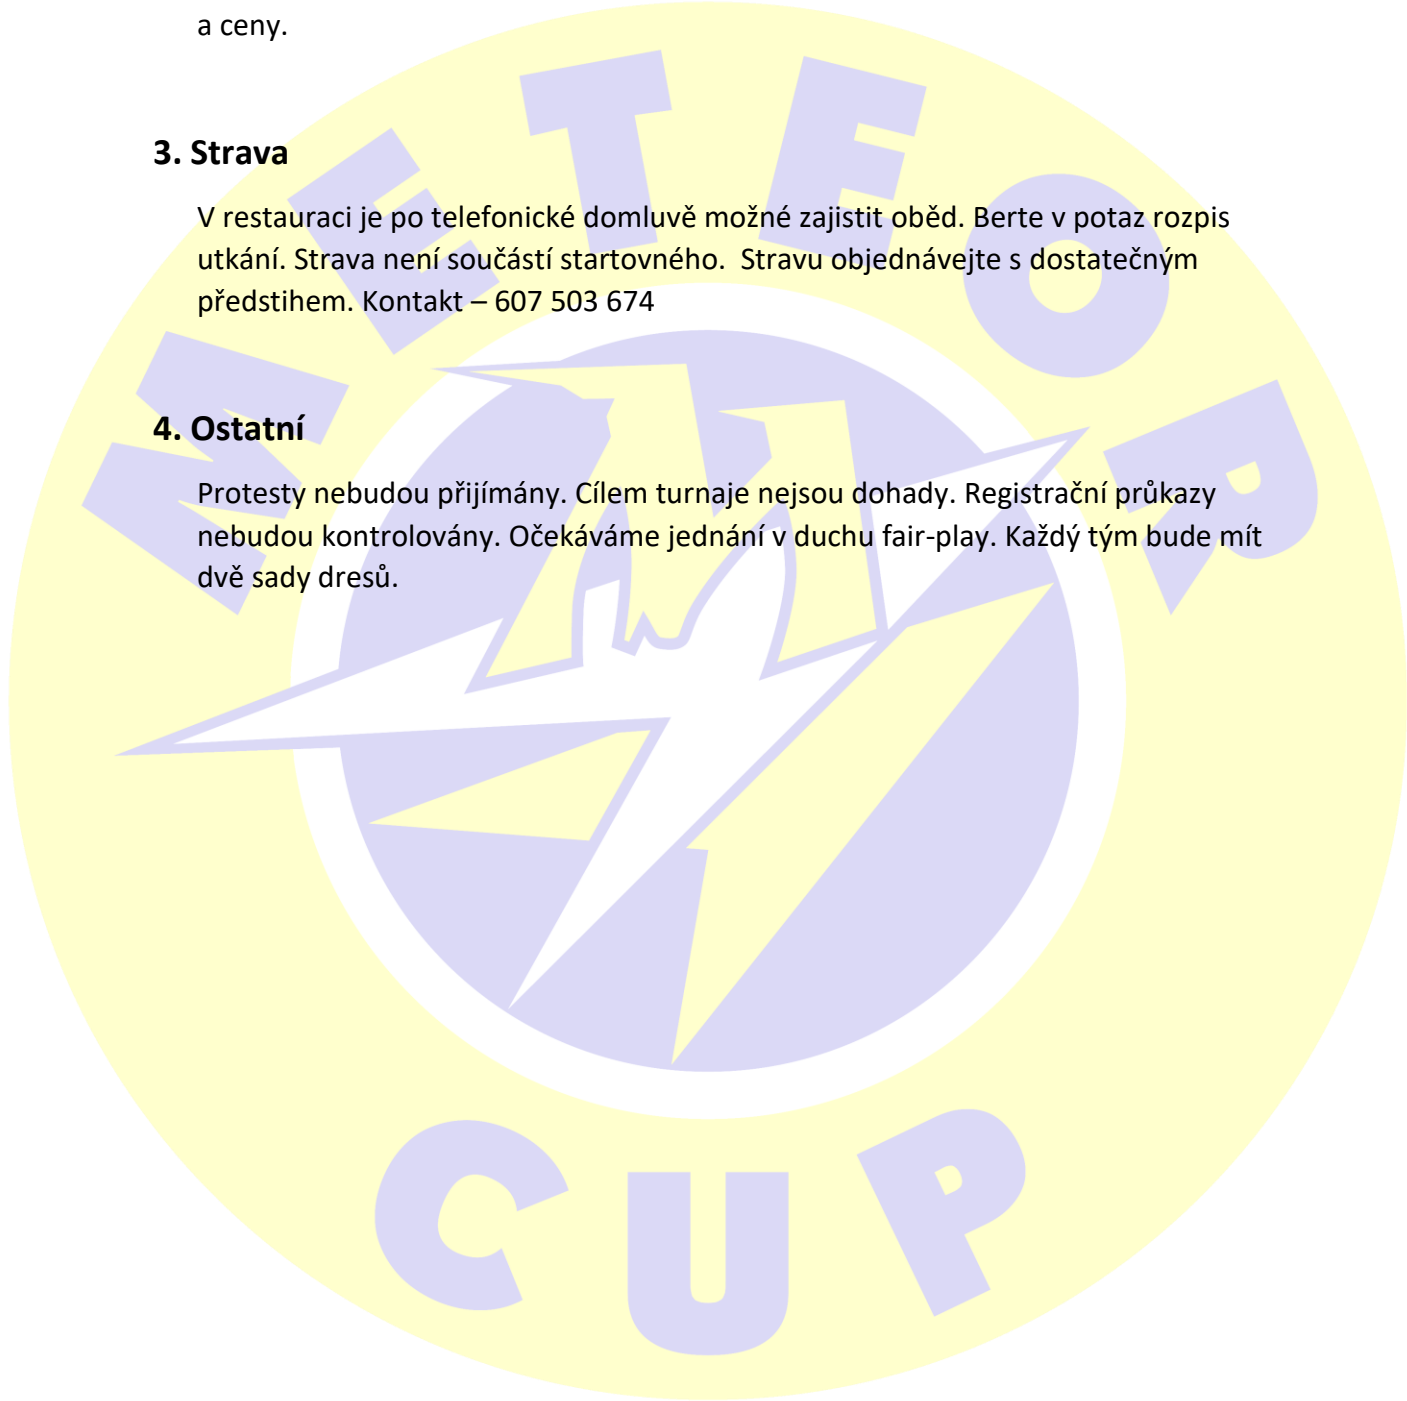 a ceny.
3. Strava
V restauraci je po telefonické domluvě možné zajistit oběd. Berte v potaz rozpis
utkání. Strava není součástí startovného.  Stravu objednávejte s dostatečným
předstihem. Kontakt – 607 503 674
4. Ostatní
Protesty nebudou přijímány. Cílem turnaje nejsou dohady. Registrační průkazy
nebudou kontrolovány. Očekáváme jednání v duchu fair-play. Každý tým bude mít
dvě sady dresů.
METEOR
CUP